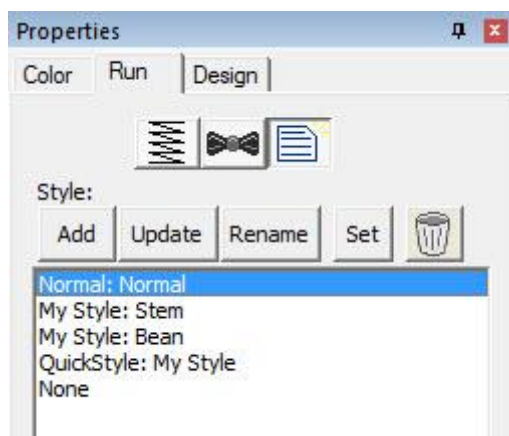 Properties
Color Run Design
Style:
Add Update Rename Set
Normal: Normal
My Style: Stem
My Style: Bean
QuickStyle: My Style
None